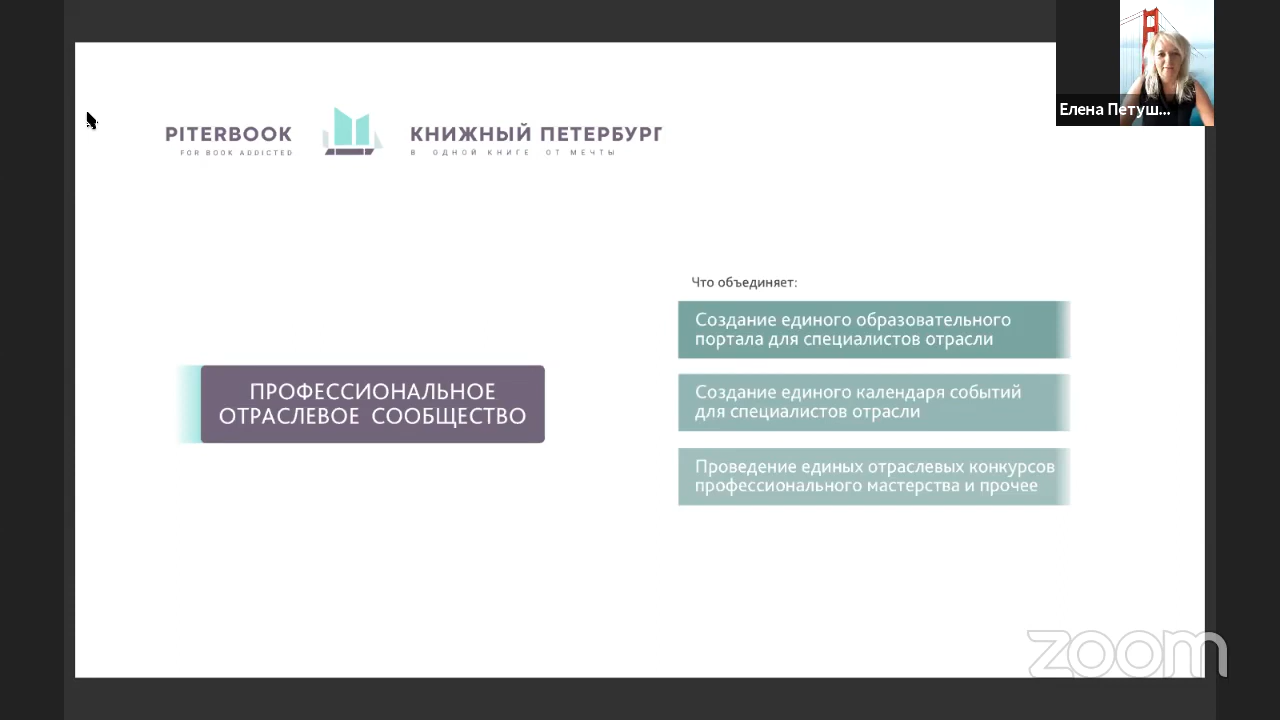 Елена Петуш...
PITERBOOK
FOR BOOK ADDICTED
КНИЖНЫЙ ПЕТЕРБУРГ
В ОДНОЙ КНИГЕ ОТ МЕЧТЫ
Что объединяет:
Создание единого образовательного
портала для специалистов отрасли
ПРОФЕССИОНАЛЬНОЕ
ОТРАСЛЕВОЕ СООБЩЕСТВО
Создание единого календаря событий
для специалистов отрасли
Проведение единых отраслевых конкурсов
профессионального мастерства и прочее
zoom